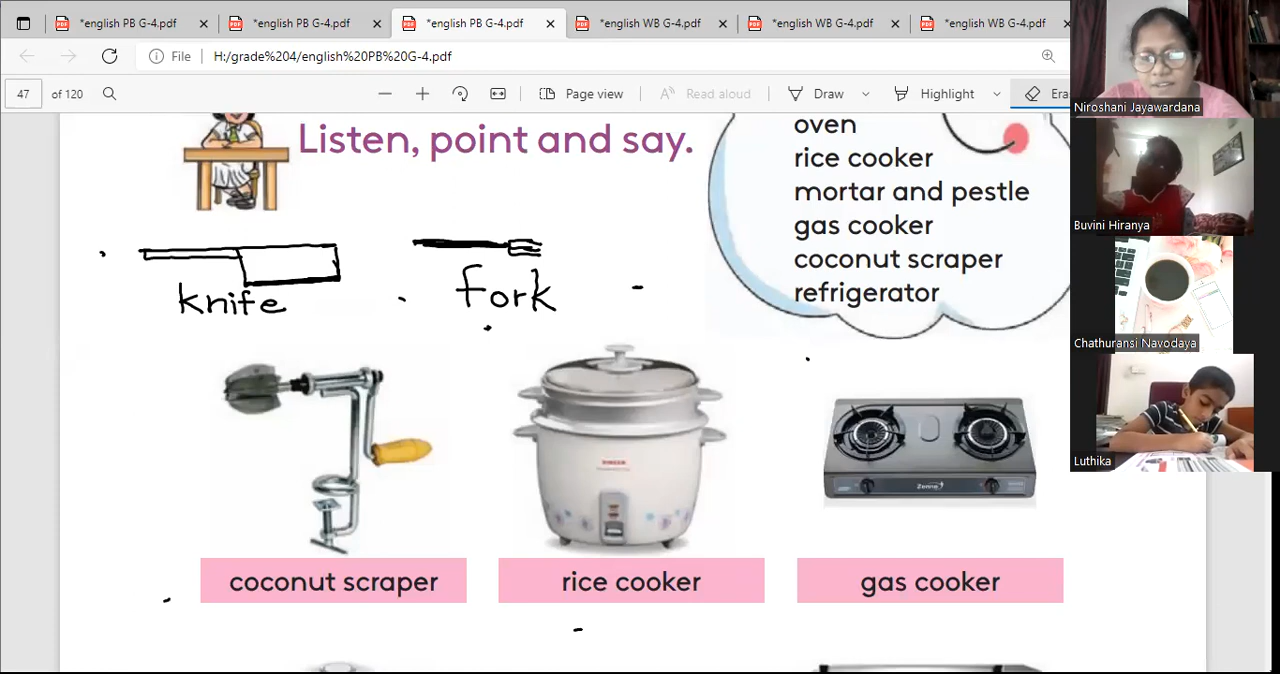 *english PB G-4.pdf
*english PB G-4.pdf
*english PB G-4.pdf
*english WB G-4.pdf
*english WB G-4.pdf
*english WB G-4.pdf
File
H:/grade%204/english%20PB%20G-4.pdf
47 of 120
Page view
Read aloud
Draw
Highlight
Era
Listen, point and say.
oven
rice cooker
mortar and pestle
gas cooker
coconut scraper
refrigerator
knife
fork
SINGER
Zenne
coconut scraper
rice cooker
gas cooker
Niroshani Jayawardana
Buvini Hiranya
Chathuransi Navodaya
Luthika